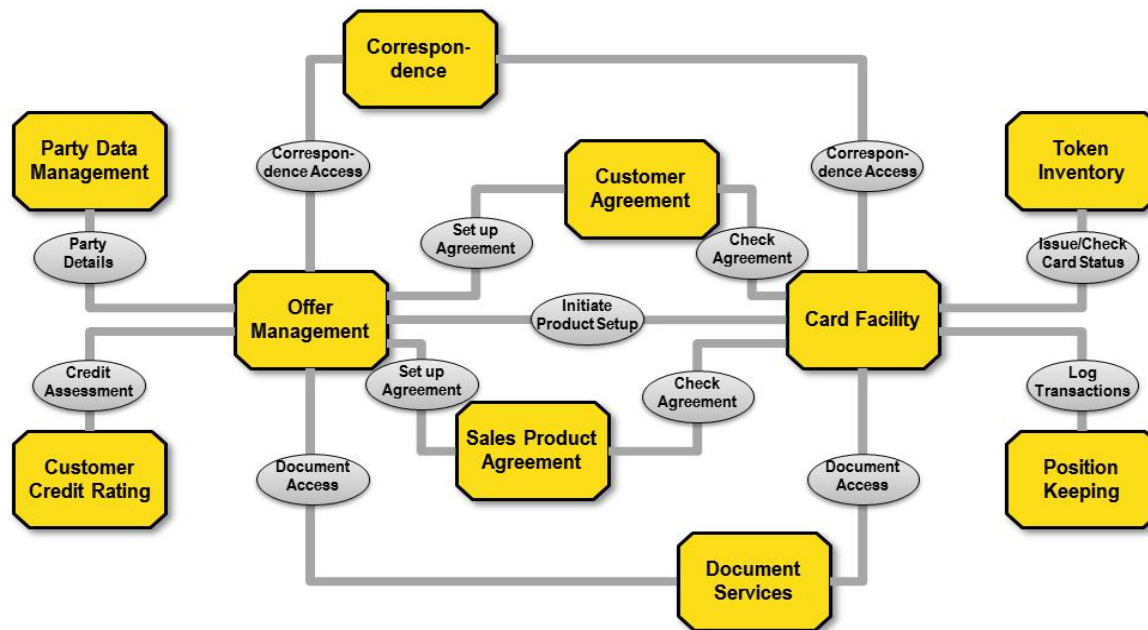 Correspon-
dence
Party Data
Management
Correspon-
dence Access
Customer
Agreement
Correspon-
dence Access
Token
Inventory
Party
Details
Set up
Agreement
Check
Agreement
Issue/Check
Card Status
Offer
Management
Initiate
Product Setup
Card Facility
Credit
Assessment
Set up
Agreement
Check
Agreement
Log
Transactions
Customer
Credit Rating
Sales Product
Agreement
Document
Access
Document
Access
Position
Keeping
Document
Services